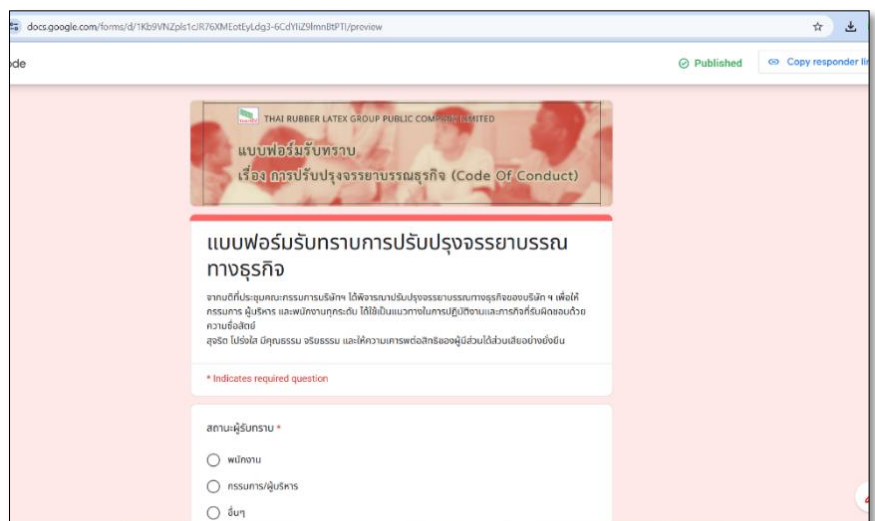 docs.google.com/forms/d/1Kb9VNZpls1cJR76XMEotEyLdg3-6CdYliZ9lmnBtPTI/preview
ode
Published
Copy responder lin
THAI RUBBER LATEX GROUP PUBLIC COMPANY LIMITED
แบบฟอร์มรับทราบ
เรื่อง การปรับปรุงจรรยาบรรณธุรกิจ (Code Of Conduct)
แบบฟอร์มรับทราบการปรับปรุงจรรยาบรรณ
ทางธุรกิจ
จากมติที่ประชุมคณะกรรมการบริษัทฯ ได้พิจารณาปรับปรุงจรรยาบรรณทางธุรกิจของบริษัท ฯ เพื่อให้
กรรมการ ผู้บริหาร และพนักงานทุกระดับ ได้ใช้เป็นแนวทางในการปฏิบัติงานและภารกิจที่รับผิดชอบด้วย
ความซื่อสัตย์
สุจริต โปร่งใส มีคุณธรรม จริยธรรม และให้ความเคารพต่อสิทธิของผู้มีส่วนได้ส่วนเสียอย่างยั่งยืน
* Indicates required question
สถานะผู้รับทราบ *
พนักงาน
กรรมการ/ผู้บริหาร
อื่นๆ